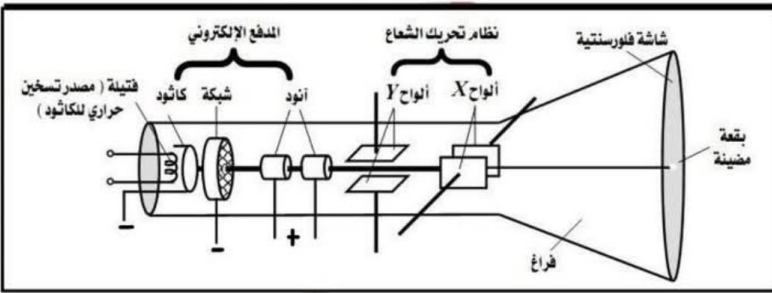 المدفع الإلكتروني
نظام تحريك الشعاع
شاشة فلورسنتية
فتيلة ( مصدر تسخين
حراري للكاثود )
كاثود
شبكة
أنود
ألواح Y
ألواح X
بقعة
مضيئة
فراغ
-
-
+